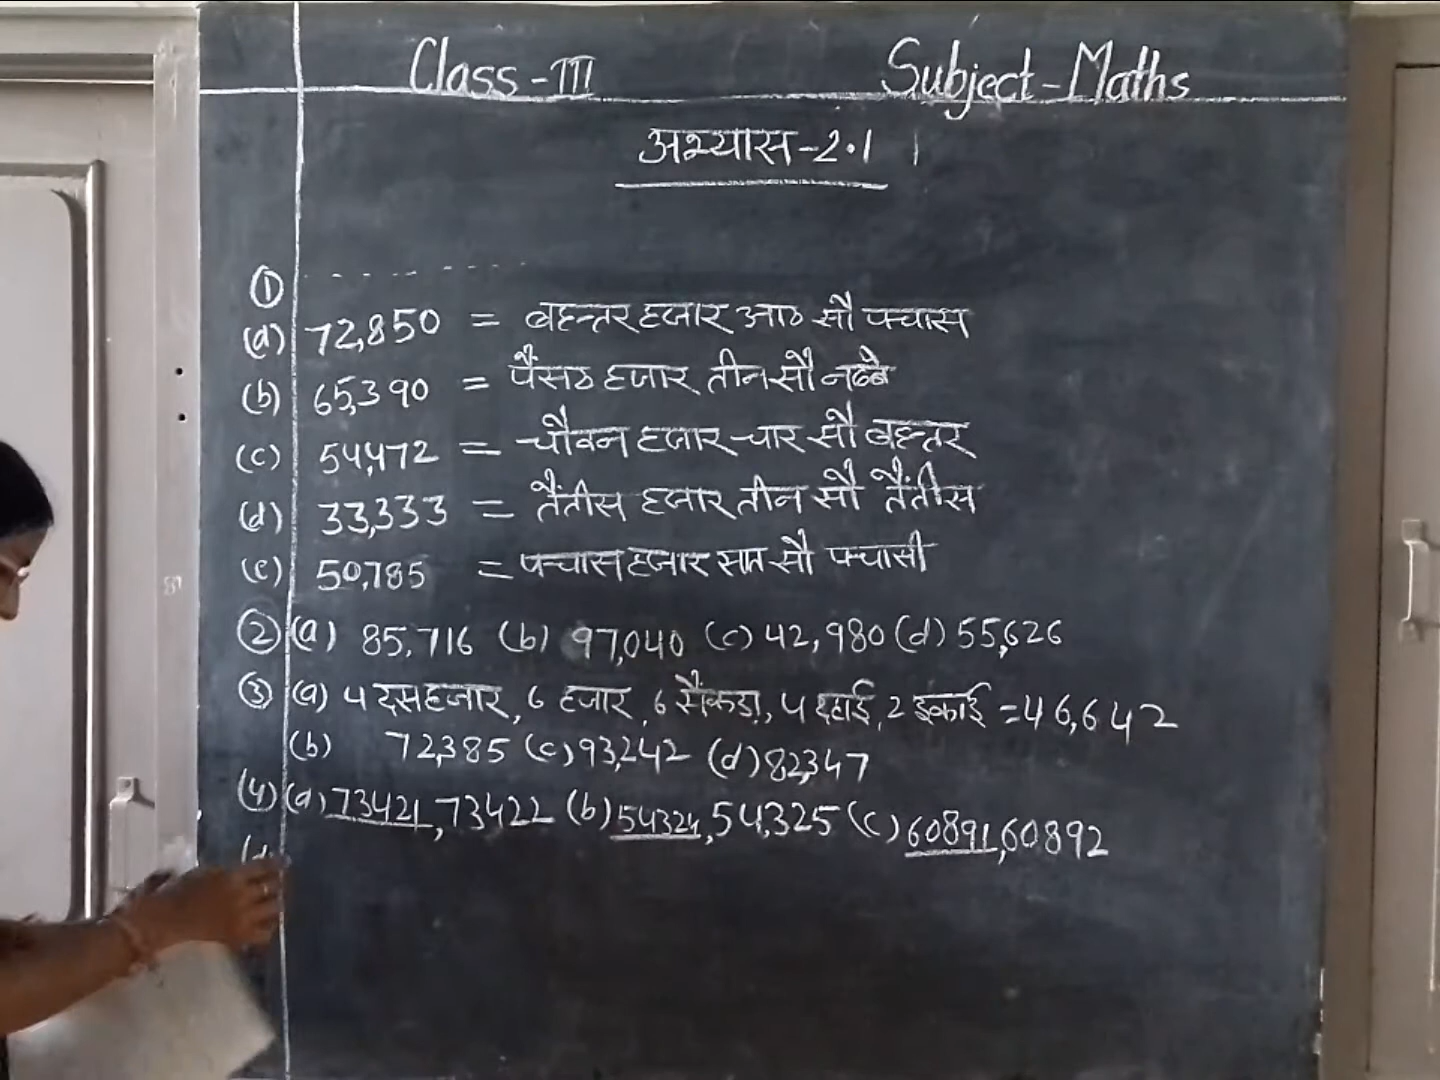 Class-III Subject-Maths
अभ्यास-2.1
①
(a) 72,850 = बहत्तर हजार आठ सौ पचास
(b) 65,390 = पैंसठ हजार तीन सौ नब्बे
(c) 54,472 = चौवन हजार चार सौ बहत्तर
(d) 33,333 = तैंतीस हजार तीन सौ तैंतीस
(e) 50,785 = पचास हजार सात सौ पचासी
② (a) 85,716 (b) 97,040 (c) 42,980 (d) 55,626
③ (a) 4 दस हजार, 6 हजार, 6 सैंकड़ा, 4 दहाई, 2 इकाई = 46,642
(b) 72,385 (c) 93,242 (d) 82,347
(4) (a) 73421, 73422 (b) 54324, 54,325 (c) 60891, 60892